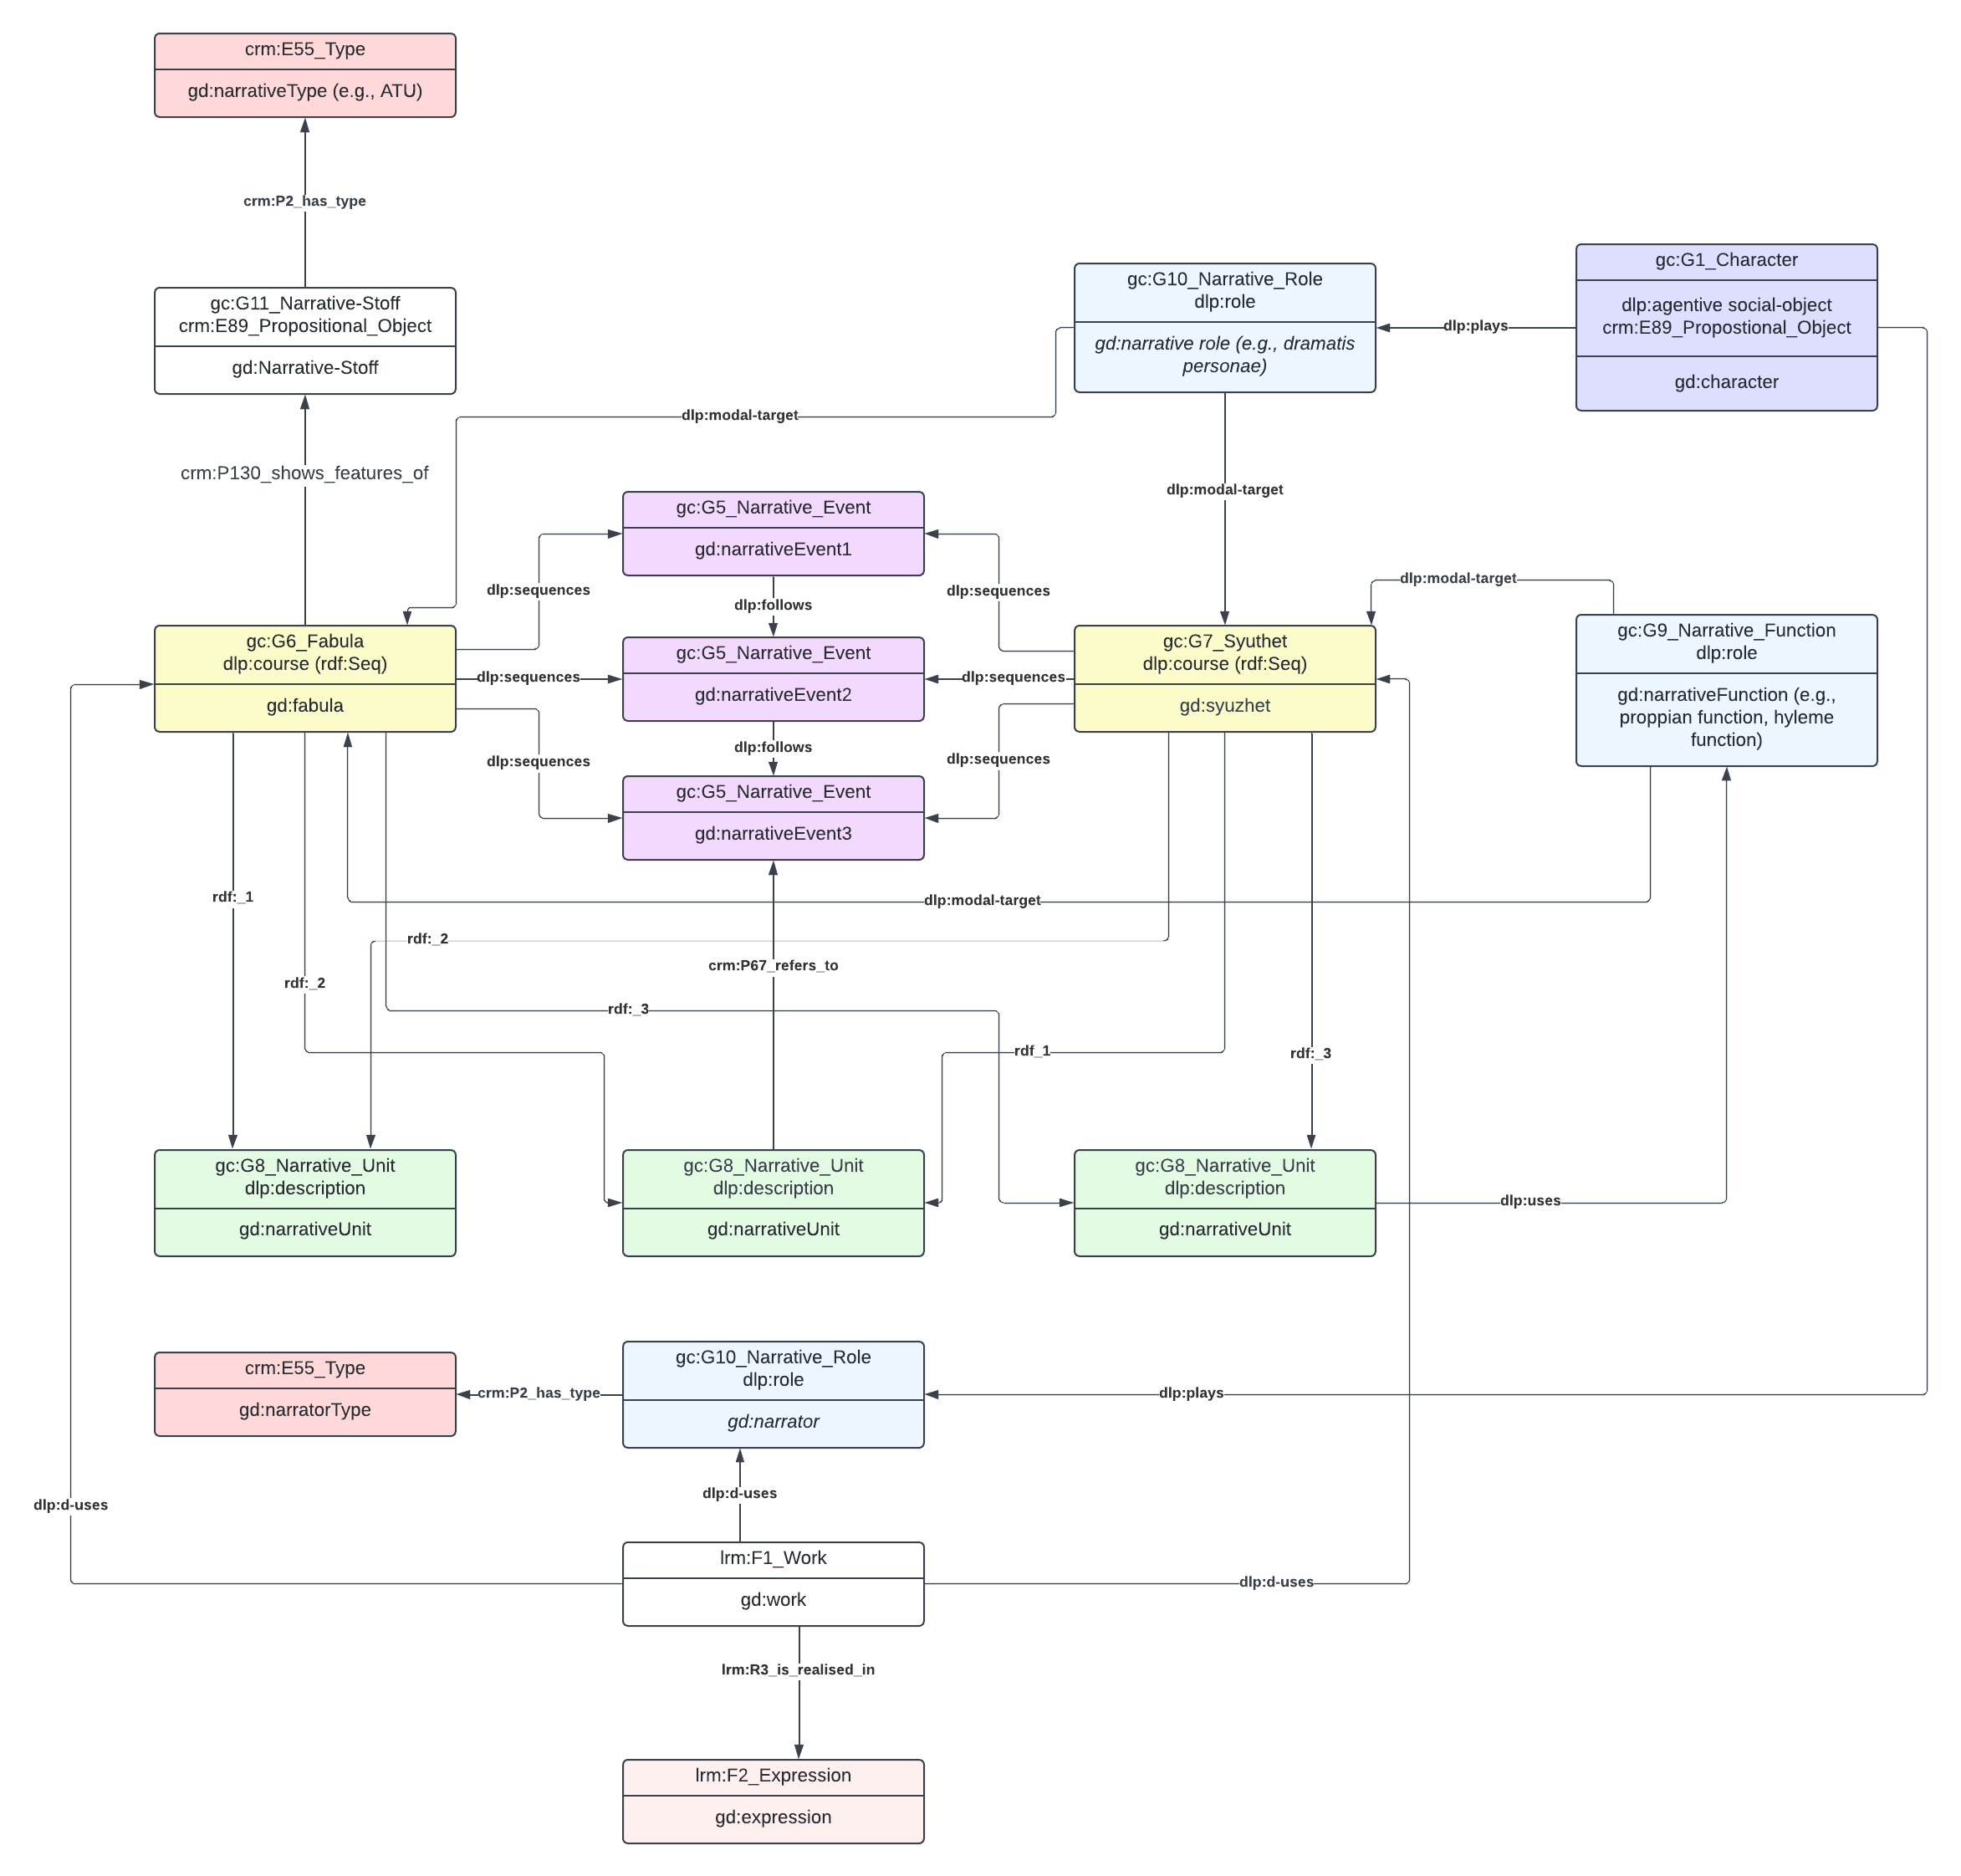 crm:E55_Type
gd:narrativeType (e.g., ATU)
crm:P2_has_type
gc:G11_Narrative-Stoff
crm:E89_Propositional_Object
gd:Narrative-Stoff
gc:G10_Narrative_Role
dlp:role
gd:narrative role (e.g., dramatis
personae)
dlp:plays
gc:G1_Character
dlp:agentive social-object
crm:E89_Propostional_Object
gd:character
dlp:modal-target
crm:P130_shows_features_of
dlp:modal-target
gc:G5_Narrative_Event
gd:narrativeEvent1
dlp:sequences
dlp:follows
dlp:sequences
dlp:modal-target
gc:G6_Fabula
dlp:course (rdf:Seq)
gd:fabula
dlp:sequences
gc:G5_Narrative_Event
gd:narrativeEvent2
dlp:sequences
gc:G7_Syuthet
dlp:course (rdf:Seq)
gd:syuzhet
gc:G9_Narrative_Function
dlp:role
gd:narrativeFunction (e.g.,
proppian function, hyleme
function)
dlp:sequences
dlp:follows
dlp:sequences
gc:G5_Narrative_Event
gd:narrativeEvent3
rdf:_1
dlp:modal-target
rdf:_2
crm:P67_refers_to
rdf:_2
rdf:_3
rdf_1
rdf:_3
gc:G8_Narrative_Unit
dlp:description
gd:narrativeUnit
gc:G8_Narrative_Unit
dlp:description
gd:narrativeUnit
gc:G8_Narrative_Unit
dlp:description
gd:narrativeUnit
dlp:uses
crm:E55_Type
gd:narratorType
crm:P2_has_type
gc:G10_Narrative_Role
dlp:role
gd:narrator
dlp:plays
dlp:d-uses
dlp:d-uses
lrm:F1_Work
gd:work
dlp:d-uses
lrm:R3_is_realised_in
lrm:F2_Expression
gd:expression